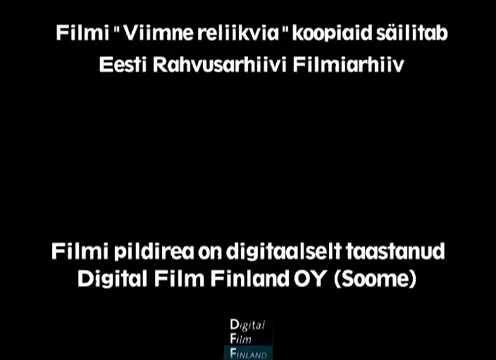 Filmi "Viimne reliikvia" koopiaid säilitab
Eesti Rahvusarhiivi Filmiarhiiv
Filmi pildirea on digitaalselt taastanud
Digital Film Finland OY (Soome)
Digital
Film
FINLAND